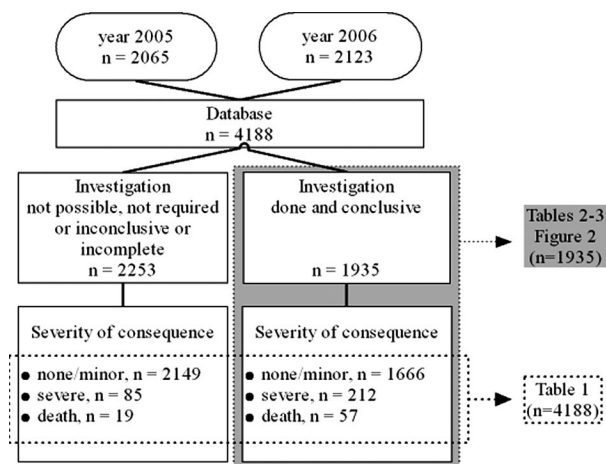 year 2005
n = 2065
year 2006
n = 2123
Database
n = 4188
Investigation
not possible, not required
or inconclusive or
incomplete
n = 2253
Investigation
done and conclusive
n = 1935
Tables 2-3
Figure 2
(n=1935)
Severity of consequence
● none/minor, n = 2149
● severe, n = 85
● death, n = 19
Severity of consequence
● none/minor, n = 1666
● severe, n = 212
● death, n = 57
Table 1
(n=4188)